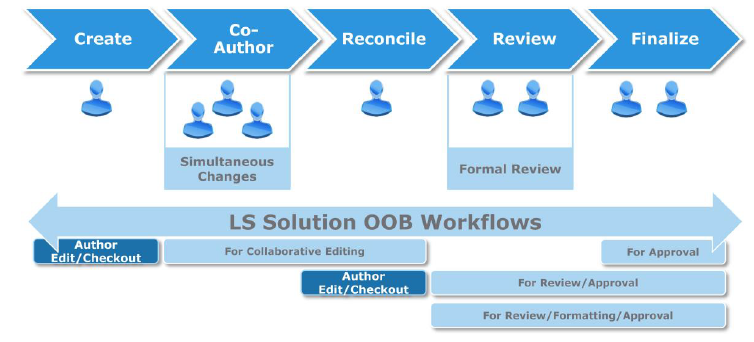 Create
Co-
Author
Reconcile
Review
Finalize
Simultaneous
Changes
Formal Review
LS Solution OOB Workflows
Author
Edit/Checkout
For Collaborative Editing
For Approval
Author
Edit/Checkout
For Review/Approval
For Review/Formatting/Approval